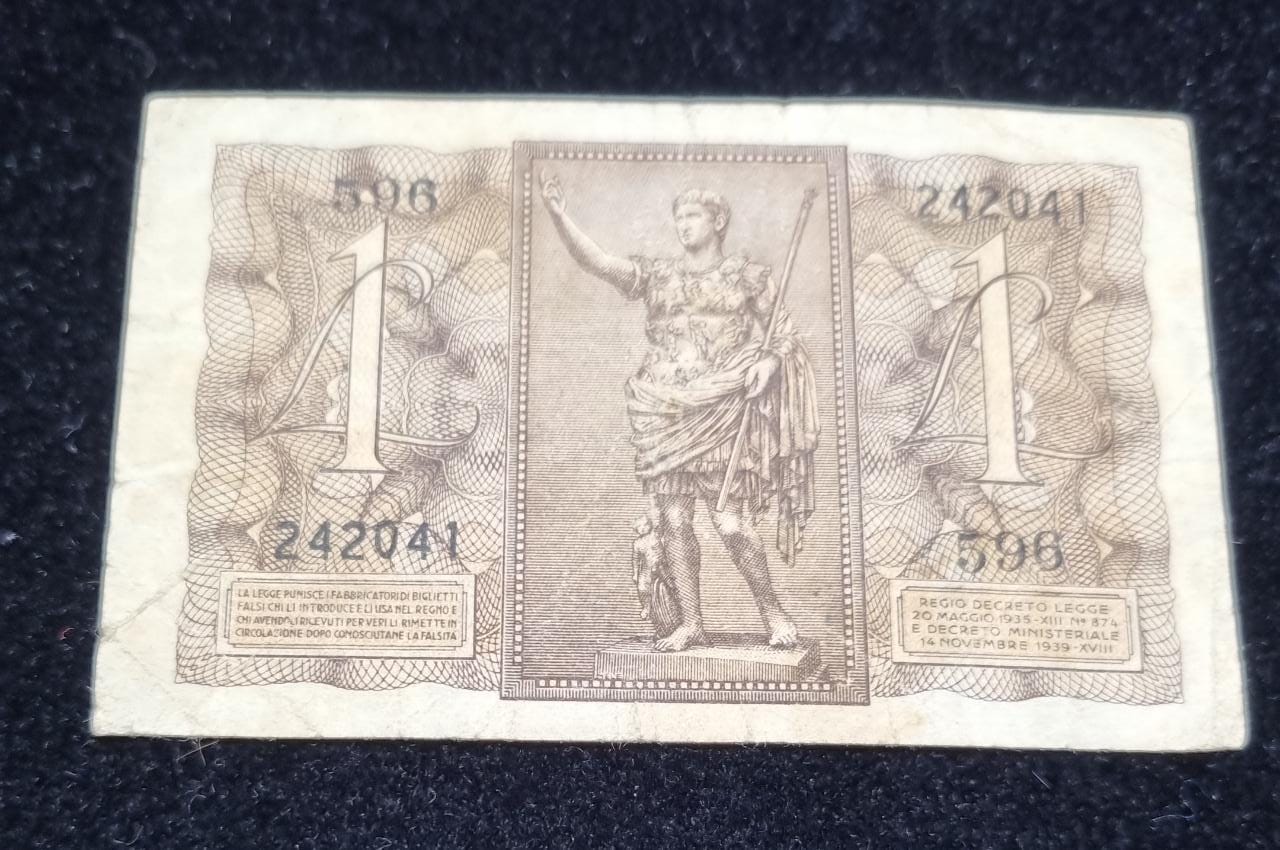 596
242041
1
1
242041
596
LA LEGGE PUNISCE I FABBRICATORI DI BIGLIETTI
FALSI CHI LI INTRODUCE E LI USA NEL REGNO E
CHI AVENDOLI RICEVUTI PER VERI LI RIMETTE IN
CIRCOLAZIONE DOPO CONOSCIUTANE LA FALSITÀ
REGIO DECRETO LEGGE
20 MAGGIO 1935-XIII Nº 874
E DECRETO MINISTERIALE
14 NOVEMBRE 1939-XVIII